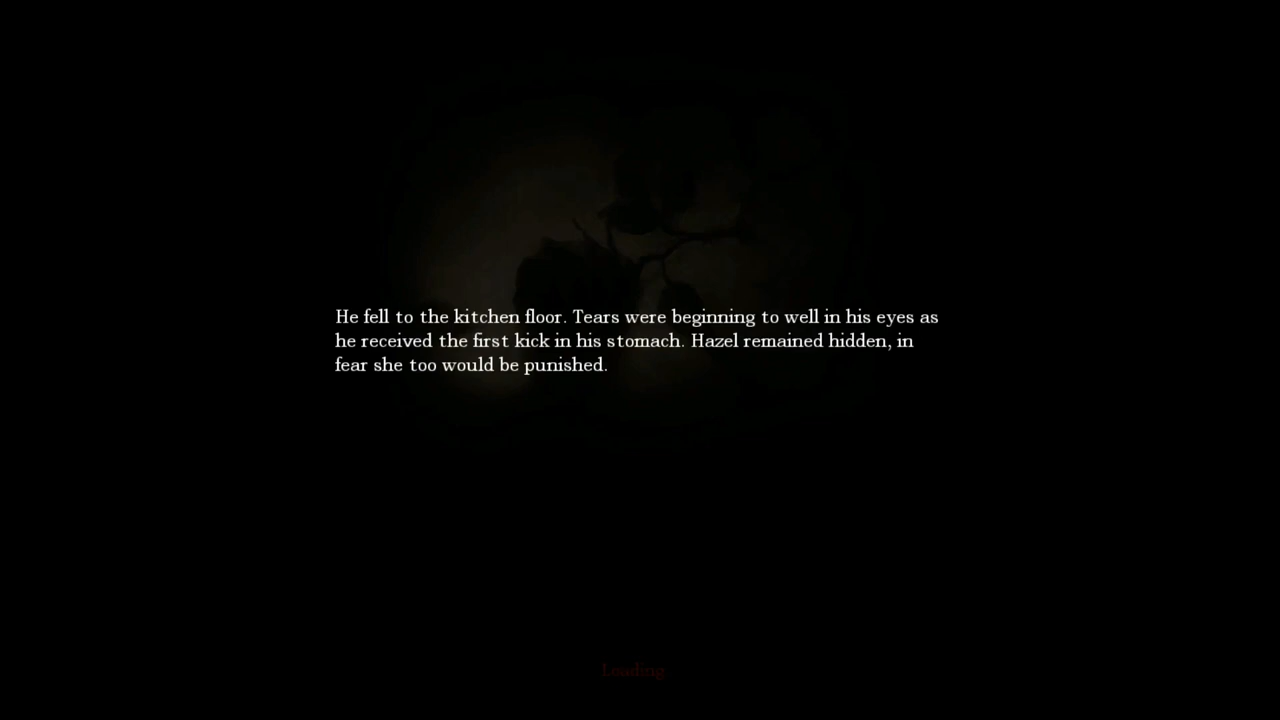 He fell to the kitchen floor. Tears were beginning to well in his eyes as
he received the first kick in his stomach. Hazel remained hidden, in
fear she too would be punished.
Loading